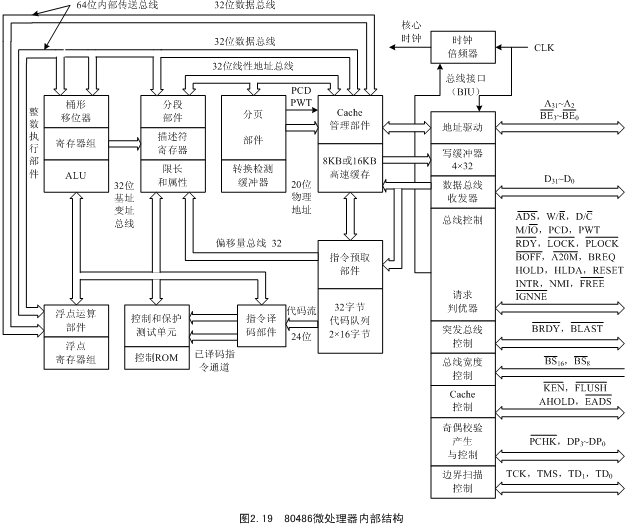 64位内部传送总线
32位数据总线
32位数据总线
32位线性地址总线
核心
时钟
时钟
倍频器
CLK
总线接口
(BIU)
整数执行部件
桶形
移位器
寄存器组
ALU
32位
基址
变址
总线
分段
部件
描述符
寄存器
限长
和属性
分页
部件
转换检测
缓冲器
PCD
PWT
20位
物理
地址
Cache
管理部件
8KB或16KB
高速缓存
偏移量总线 32
指令预取
部件
32字节
代码队列
2×16字节
代码流
24位
浮点运算
部件
浮点
寄存器组
控制和保护
测试单元
控制ROM
指令译
码部件
已译码指
令通道
地址驱动
A31~A2
BE3~BE0
写缓冲器
4×32
数据总线
收发器
D31~D0
总线控制
ADS, W/R, D/C
M/IO, PCD, PWT
RDY, LOCK, PLOCK
BOFF, A20M, BREQ
HOLD, HLDA, RESET
INTR, NMI, FREE
IGNNE
请求
判优器
突发总线
控制
BRDY, BLAST
总线宽度
控制
BS16, BS8
Cache
控制
KEN, FLUSH
AHOLD, EADS
奇偶校验
产生
与控制
PCHK, DP3~DP0
边界扫描
控制
TCK, TMS, TD1, TD0
图2.19 80486微处理器内部结构